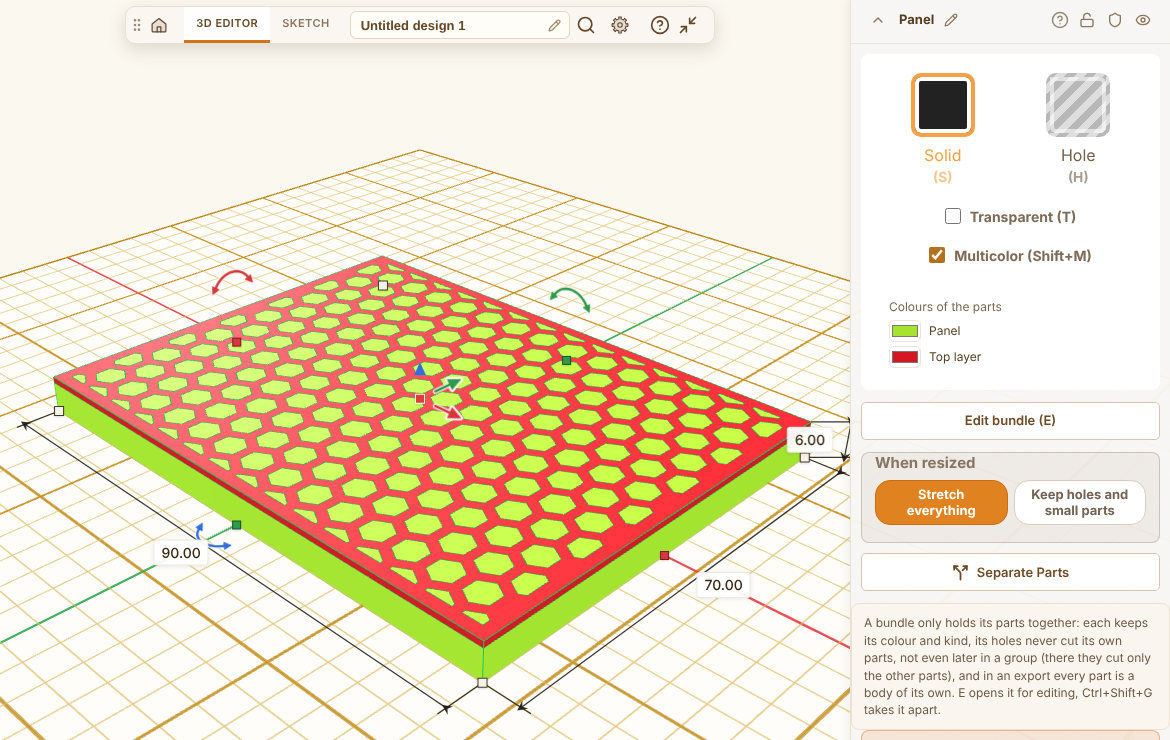 3D EDITOR
SKETCH
Untitled design 1
Panel
Solid
(S)
Hole
(H)
Transparent (T)
Multicolor (Shift+M)
Colours of the parts
Panel
Top layer
Edit bundle (E)
When resized
Stretch
everything
Keep holes and
small parts
Separate Parts
A bundle only holds its parts together: each keeps
its colour and kind, its holes never cut its own
parts, not even later in a group (there they cut only
the other parts), and in an export every part is a
body of its own. E opens it for editing, Ctrl+Shift+G
takes it apart.
6.00
90.00
70.00